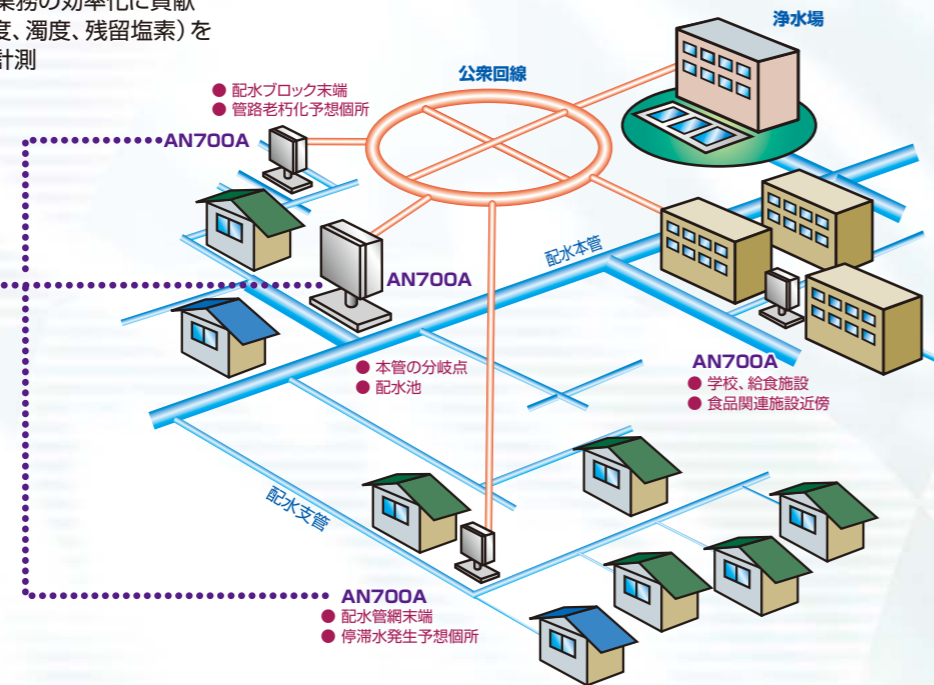 業務の効率化に貢献
度、濁度、残留塩素）を
計測
浄水場
公衆回線
● 配水ブロック末端
● 管路老朽化予想個所
AN700A
配水本管
AN700A
● 本管の分岐点
● 配水池
AN700A
● 学校、給食施設
● 食品関連施設近傍
配水支管
AN700A
● 配水管網末端
● 停滞水発生予想個所